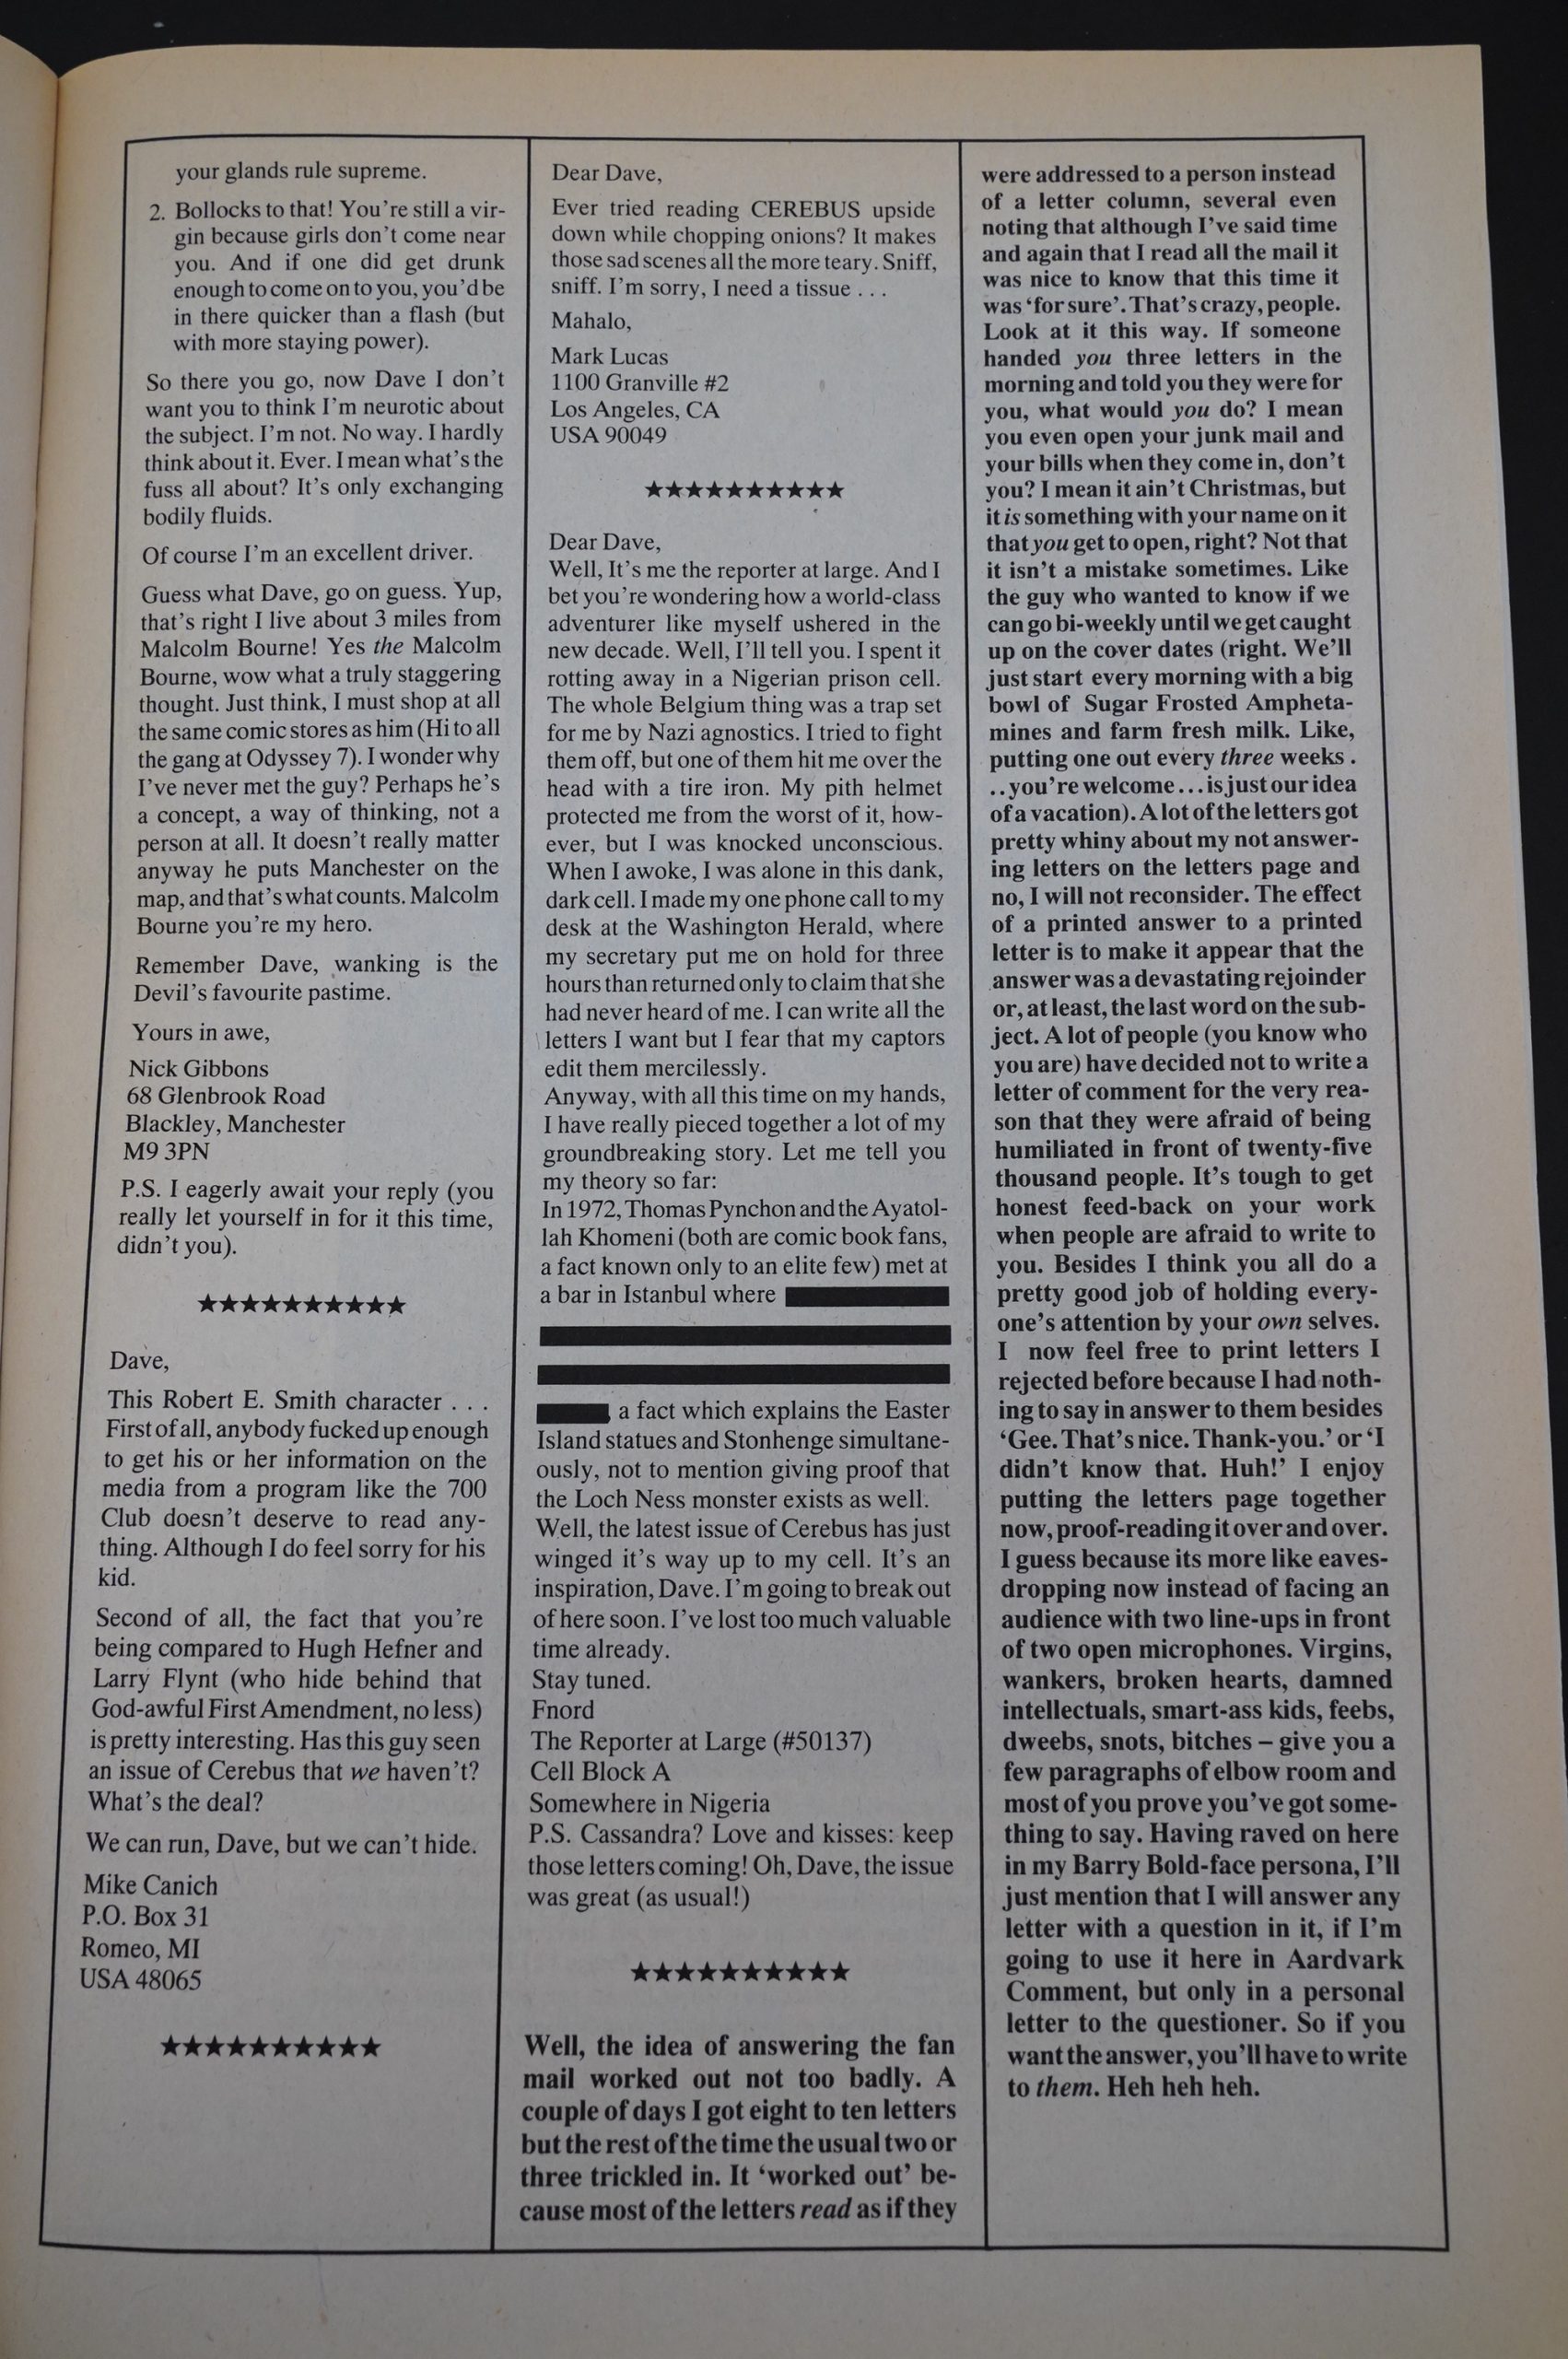 your glands rule supreme.
2. Bollocks to that! You're still a vir-
gin because girls don't come near
you. And if one did get drunk
enough to come on to you, you'd be
in there quicker than a flash (but
with more staying power).
So there you go, now Dave I don't
want you to think I'm neurotic about
the subject. I'm not. No way. I hardly
think about it. Ever. I mean what's the
fuss all about? It's only exchanging
bodily fluids.
Of course I'm an excellent driver.
Guess what Dave, go on guess. Yup,
that's right I live about 3 miles from
Malcolm Bourne! Yes the Malcolm
Bourne, wow what a truly staggering
thought. Just think, I must shop at all
the same comic stores as him (Hi to all
the gang at Odyssey 7). I wonder why
I've never met the guy? Perhaps he's
a concept, a way of thinking, not a
person at all. It doesn't really matter
anyway he puts Manchester on the
map, and that's what counts. Malcolm
Bourne you're my hero.
Remember Dave, wanking is the
Devil's favourite pastime.
Yours in awe,
Nick Gibbons
68 Glenbrook Road
Blackley, Manchester
M9 3PN
P.S. I eagerly await your reply (you
really let yourself in for it this time,
didn't you).
★★★★★★★★★★
Dave,
This Robert E. Smith character . . .
First of all, anybody fucked up enough
to get his or her information on the
media from a program like the 700
Club doesn't deserve to read any-
thing. Although I do feel sorry for his
kid.
Second of all, the fact that you're
being compared to Hugh Hefner and
Larry Flynt (who hide behind that
God-awful First Amendment, no less)
is pretty interesting. Has this guy seen
an issue of Cerebus that we haven't?
What's the deal?
We can run, Dave, but we can't hide.
Mike Canich
P.O. Box 31
Romeo, MI
USA 48065
★★★★★★★★★★
Dear Dave,
Ever tried reading CEREBUS upside
down while chopping onions? It makes
those sad scenes all the more teary. Sniff,
sniff. I'm sorry, I need a tissue . . .
Mahalo,
Mark Lucas
1100 Granville #2
Los Angeles, CA
USA 90049
★★★★★★★★★★
Dear Dave,
Well, It's me the reporter at large. And I
bet you're wondering how a world-class
adventurer like myself ushered in the
new decade. Well, I'll tell you. I spent it
rotting away in a Nigerian prison cell.
The whole Belgium thing was a trap set
for me by Nazi agnostics. I tried to fight
them off, but one of them hit me over the
head with a tire iron. My pith helmet
protected me from the worst of it, how-
ever, but I was knocked unconscious.
When I awoke, I was alone in this dank,
dark cell. I made my one phone call to my
desk at the Washington Herald, where
my secretary put me on hold for three
hours than returned only to claim that she
had never heard of me. I can write all the
letters I want but I fear that my captors
edit them mercilessly.
Anyway, with all this time on my hands,
I have really pieced together a lot of my
groundbreaking story. Let me tell you
my theory so far:
In 1972, Thomas Pynchon and the Ayatol-
lah Khomeni (both are comic book fans,
a fact known only to an elite few) met at
a bar in Istanbul where
a fact which explains the Easter
Island statues and Stonhenge simultane-
ously, not to mention giving proof that
the Loch Ness monster exists as well.
Well, the latest issue of Cerebus has just
winged it's way up to my cell. It's an
inspiration, Dave. I'm going to break out
of here soon. I've lost too much valuable
time already.
Stay tuned.
Fnord
The Reporter at Large (#50137)
Cell Block A
Somewhere in Nigeria
P.S. Cassandra? Love and kisses: keep
those letters coming! Oh, Dave, the issue
was great (as usual!)
★★★★★★★★★★
Well, the idea of answering the fan
mail worked out not too badly. A
couple of days I got eight to ten letters
but the rest of the time the usual two or
three trickled in. It 'worked out' be-
cause most of the letters read as if they
were addressed to a person instead
of a letter column, several even
noting that although I've said time
and again that I read all the mail it
was nice to know that this time it
was 'for sure'. That's crazy, people.
Look at it this way. If someone
handed you three letters in the
morning and told you they were for
you, what would you do? I mean
you even open your junk mail and
your bills when they come in, don't
you? I mean it ain't Christmas, but
it is something with your name on it
that you get to open, right? Not that
it isn't a mistake sometimes. Like
the guy who wanted to know if we
can go bi-weekly until we get caught
up on the cover dates (right. We'll
just start every morning with a big
bowl of Sugar Frosted Ampheta-
mines and farm fresh milk. Like,
putting one out every three weeks .
. . you're welcome . . . is just our idea
of a vacation). A lot of the letters got
pretty whiny about my not answer-
ing letters on the letters page and
no, I will not reconsider. The effect
of a printed answer to a printed
letter is to make it appear that the
answer was a devastating rejoinder
or, at least, the last word on the sub-
ject. A lot of people (you know who
you are) have decided not to write a
letter of comment for the very rea-
son that they were afraid of being
humiliated in front of twenty-five
thousand people. It's tough to get
honest feed-back on your work
when people are afraid to write to
you. Besides I think you all do a
pretty good job of holding every-
one's attention by your own selves.
I now feel free to print letters I
rejected before because I had noth-
ing to say in answer to them besides
'Gee. That's nice. Thank-you.' or 'I
didn't know that. Huh!' I enjoy
putting the letters page together
now, proof-reading it over and over.
I guess because its more like eaves-
dropping now instead of facing an
audience with two line-ups in front
of two open microphones. Virgins,
wankers, broken hearts, damned
intellectuals, smart-ass kids, feebs,
dweebs, snots, bitches – give you a
few paragraphs of elbow room and
most of you prove you've got some-
thing to say. Having raved on here
in my Barry Bold-face persona, I'll
just mention that I will answer any
letter with a question in it, if I'm
going to use it here in Aardvark
Comment, but only in a personal
letter to the questioner. So if you
want the answer, you'll have to write
to them. Heh heh heh.